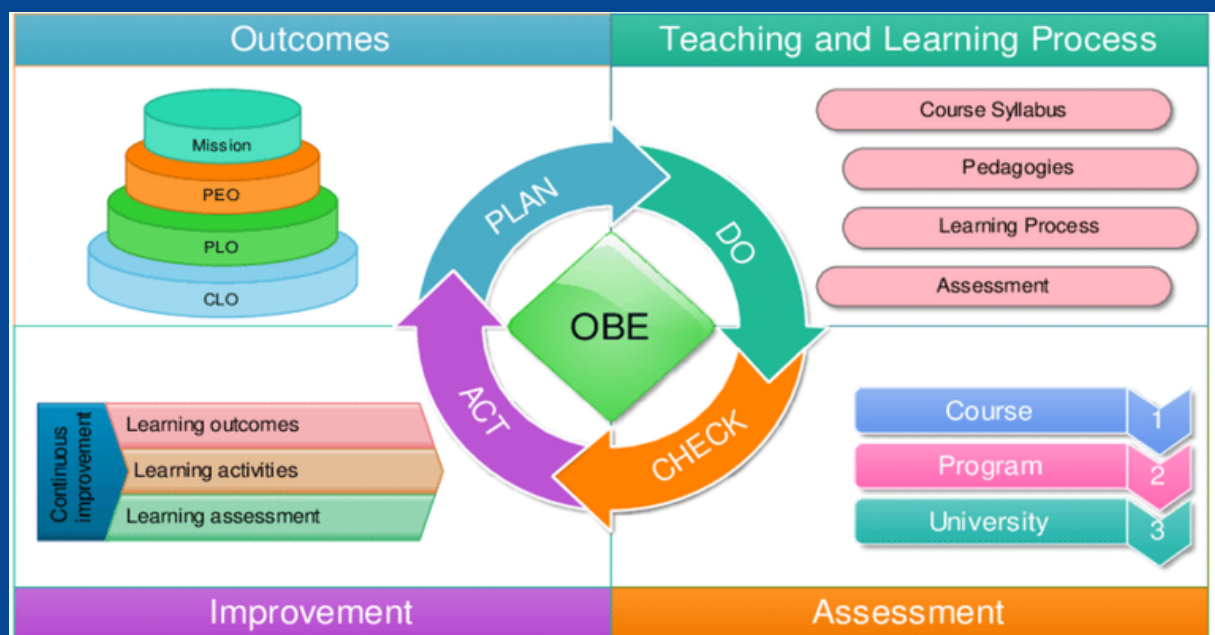 Outcomes
Teaching and Learning Process
Mission
PEO
PLO
CLO
Course Syllabus
Pedagogies
Learning Process
Assessment
PLAN
DO
CHECK
ACT
OBE
Continuous
improvement
Learning outcomes
Learning activities
Learning assessment
Course
1
Program
2
University
3
Improvement
Assessment